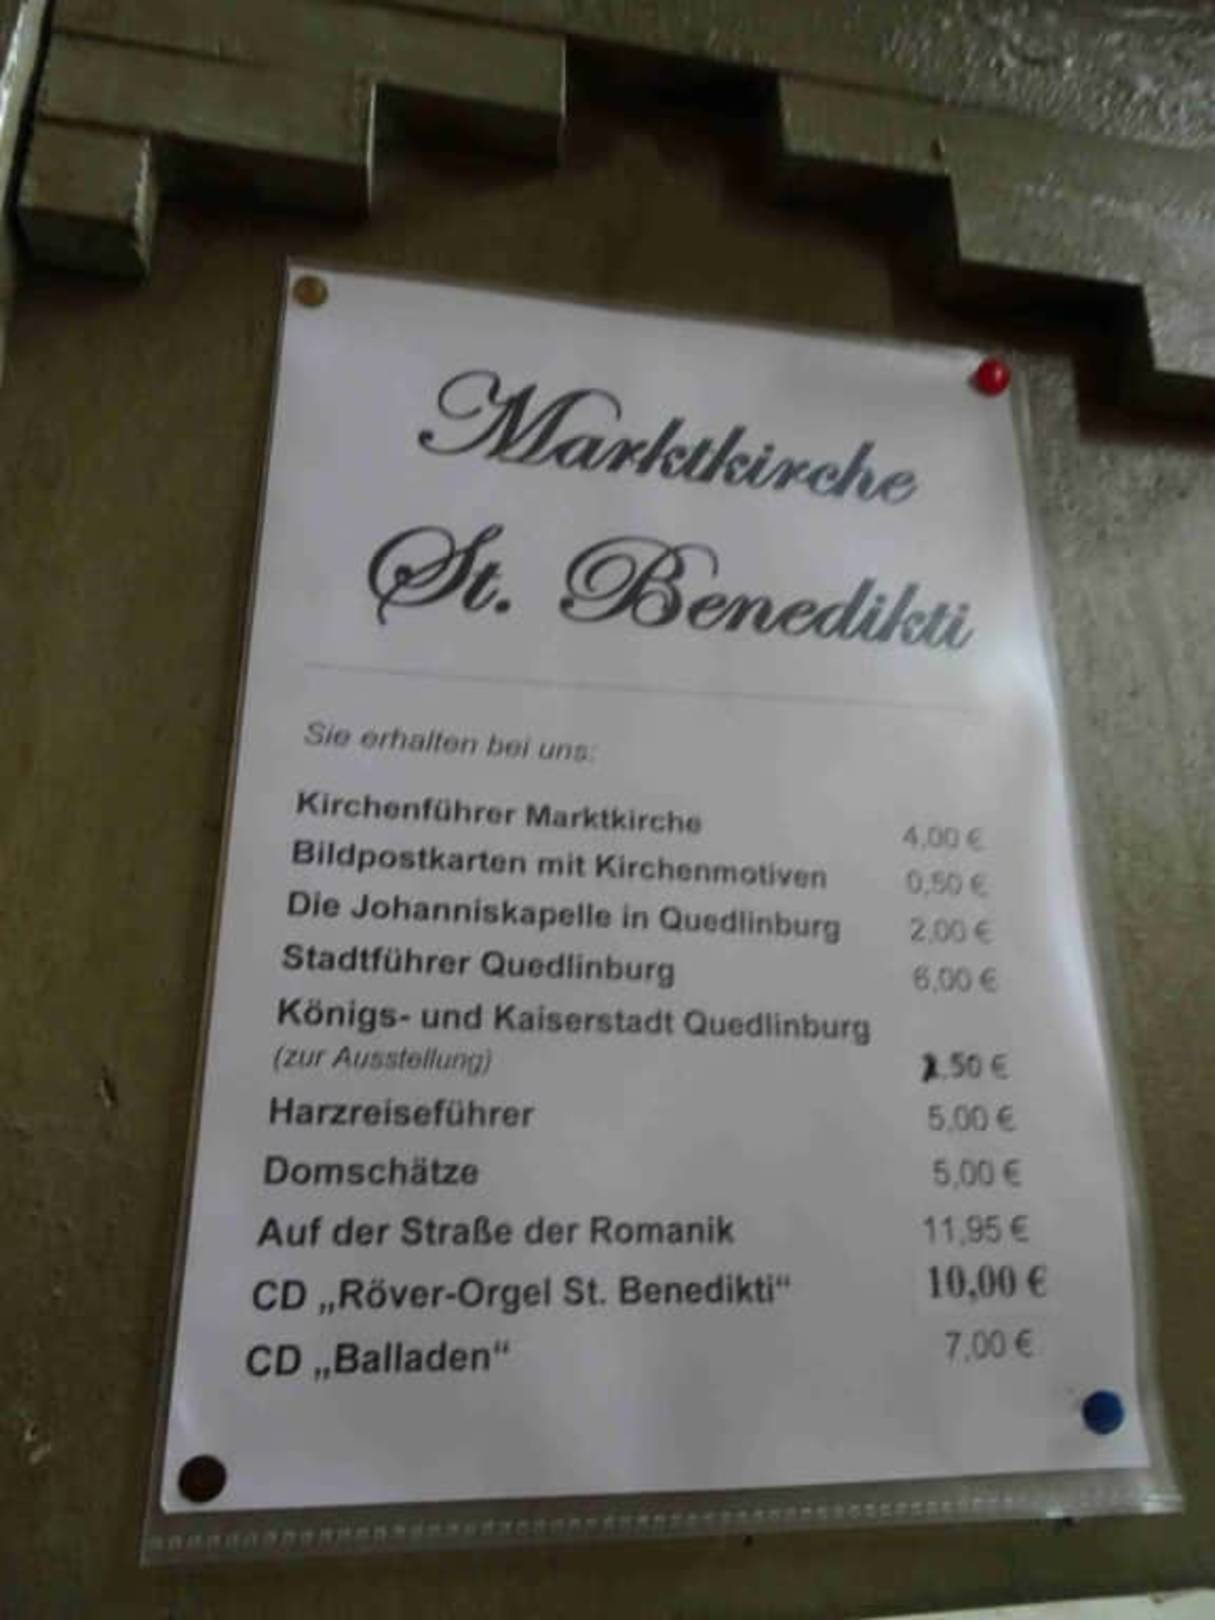 Marktkirche
St. Benedikti
Sie erhalten bei uns:
Kirchenführer Marktkirche 4,00 €
Bildpostkarten mit Kirchenmotiven 0,50 €
Die Johanniskapelle in Quedlinburg 2,00 €
Stadtführer Quedlinburg 6,00 €
Königs- und Kaiserstadt Quedlinburg
(zur Ausstellung) .50 €
Harzreiseführer 5,00 €
Domschätze 5,00 €
Auf der Straße der Romanik 11,95 €
CD „Röver-Orgel St. Benedikti“ 10,00 €
CD „Balladen“ 7,00 €